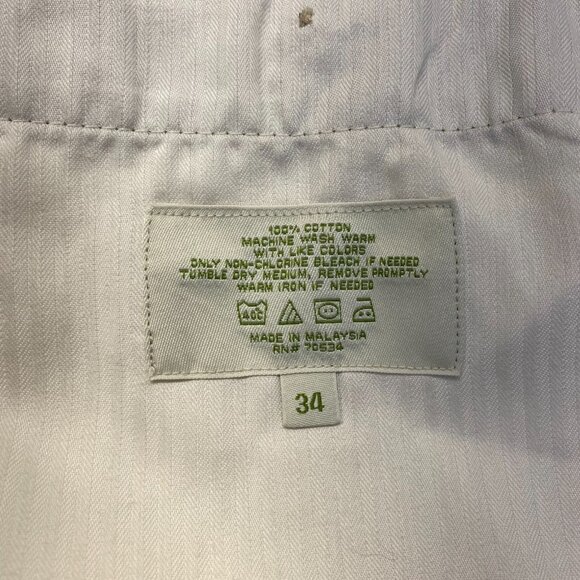 100% COTTON
MACHINE WASH WARM
WITH LIKE COLORS
ONLY NON-CHLORINE BLEACH IF NEEDED
TUMBLE DRY MEDIUM, REMOVE PROMPTLY
WARM IRON IF NEEDED
40C
MADE IN MALAYSIA
RN# 70534
34